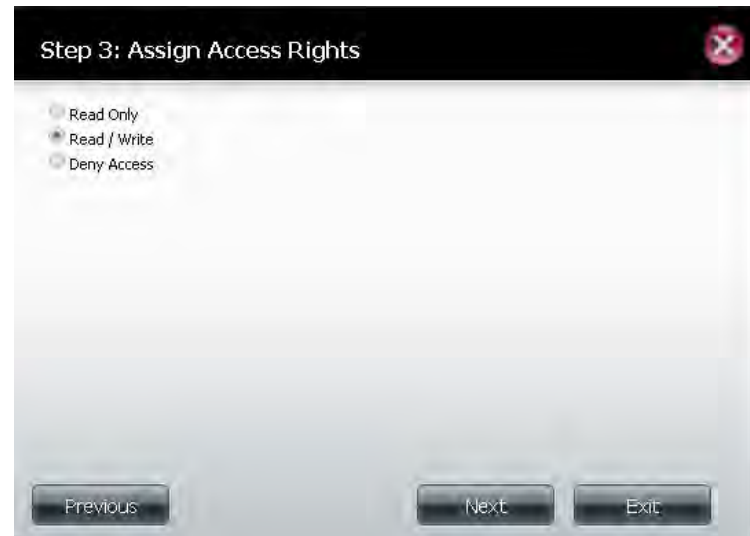 Step 3: Assign Access Rights
Read Only
Read / Write
Deny Access
Previous
Next
Exit